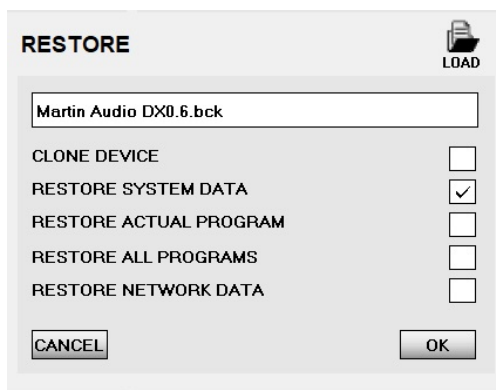 RESTORE
LOAD
Martin Audio DX0.6.bck
CLONE DEVICE
RESTORE SYSTEM DATA
RESTORE ACTUAL PROGRAM
RESTORE ALL PROGRAMS
RESTORE NETWORK DATA
CANCEL OK